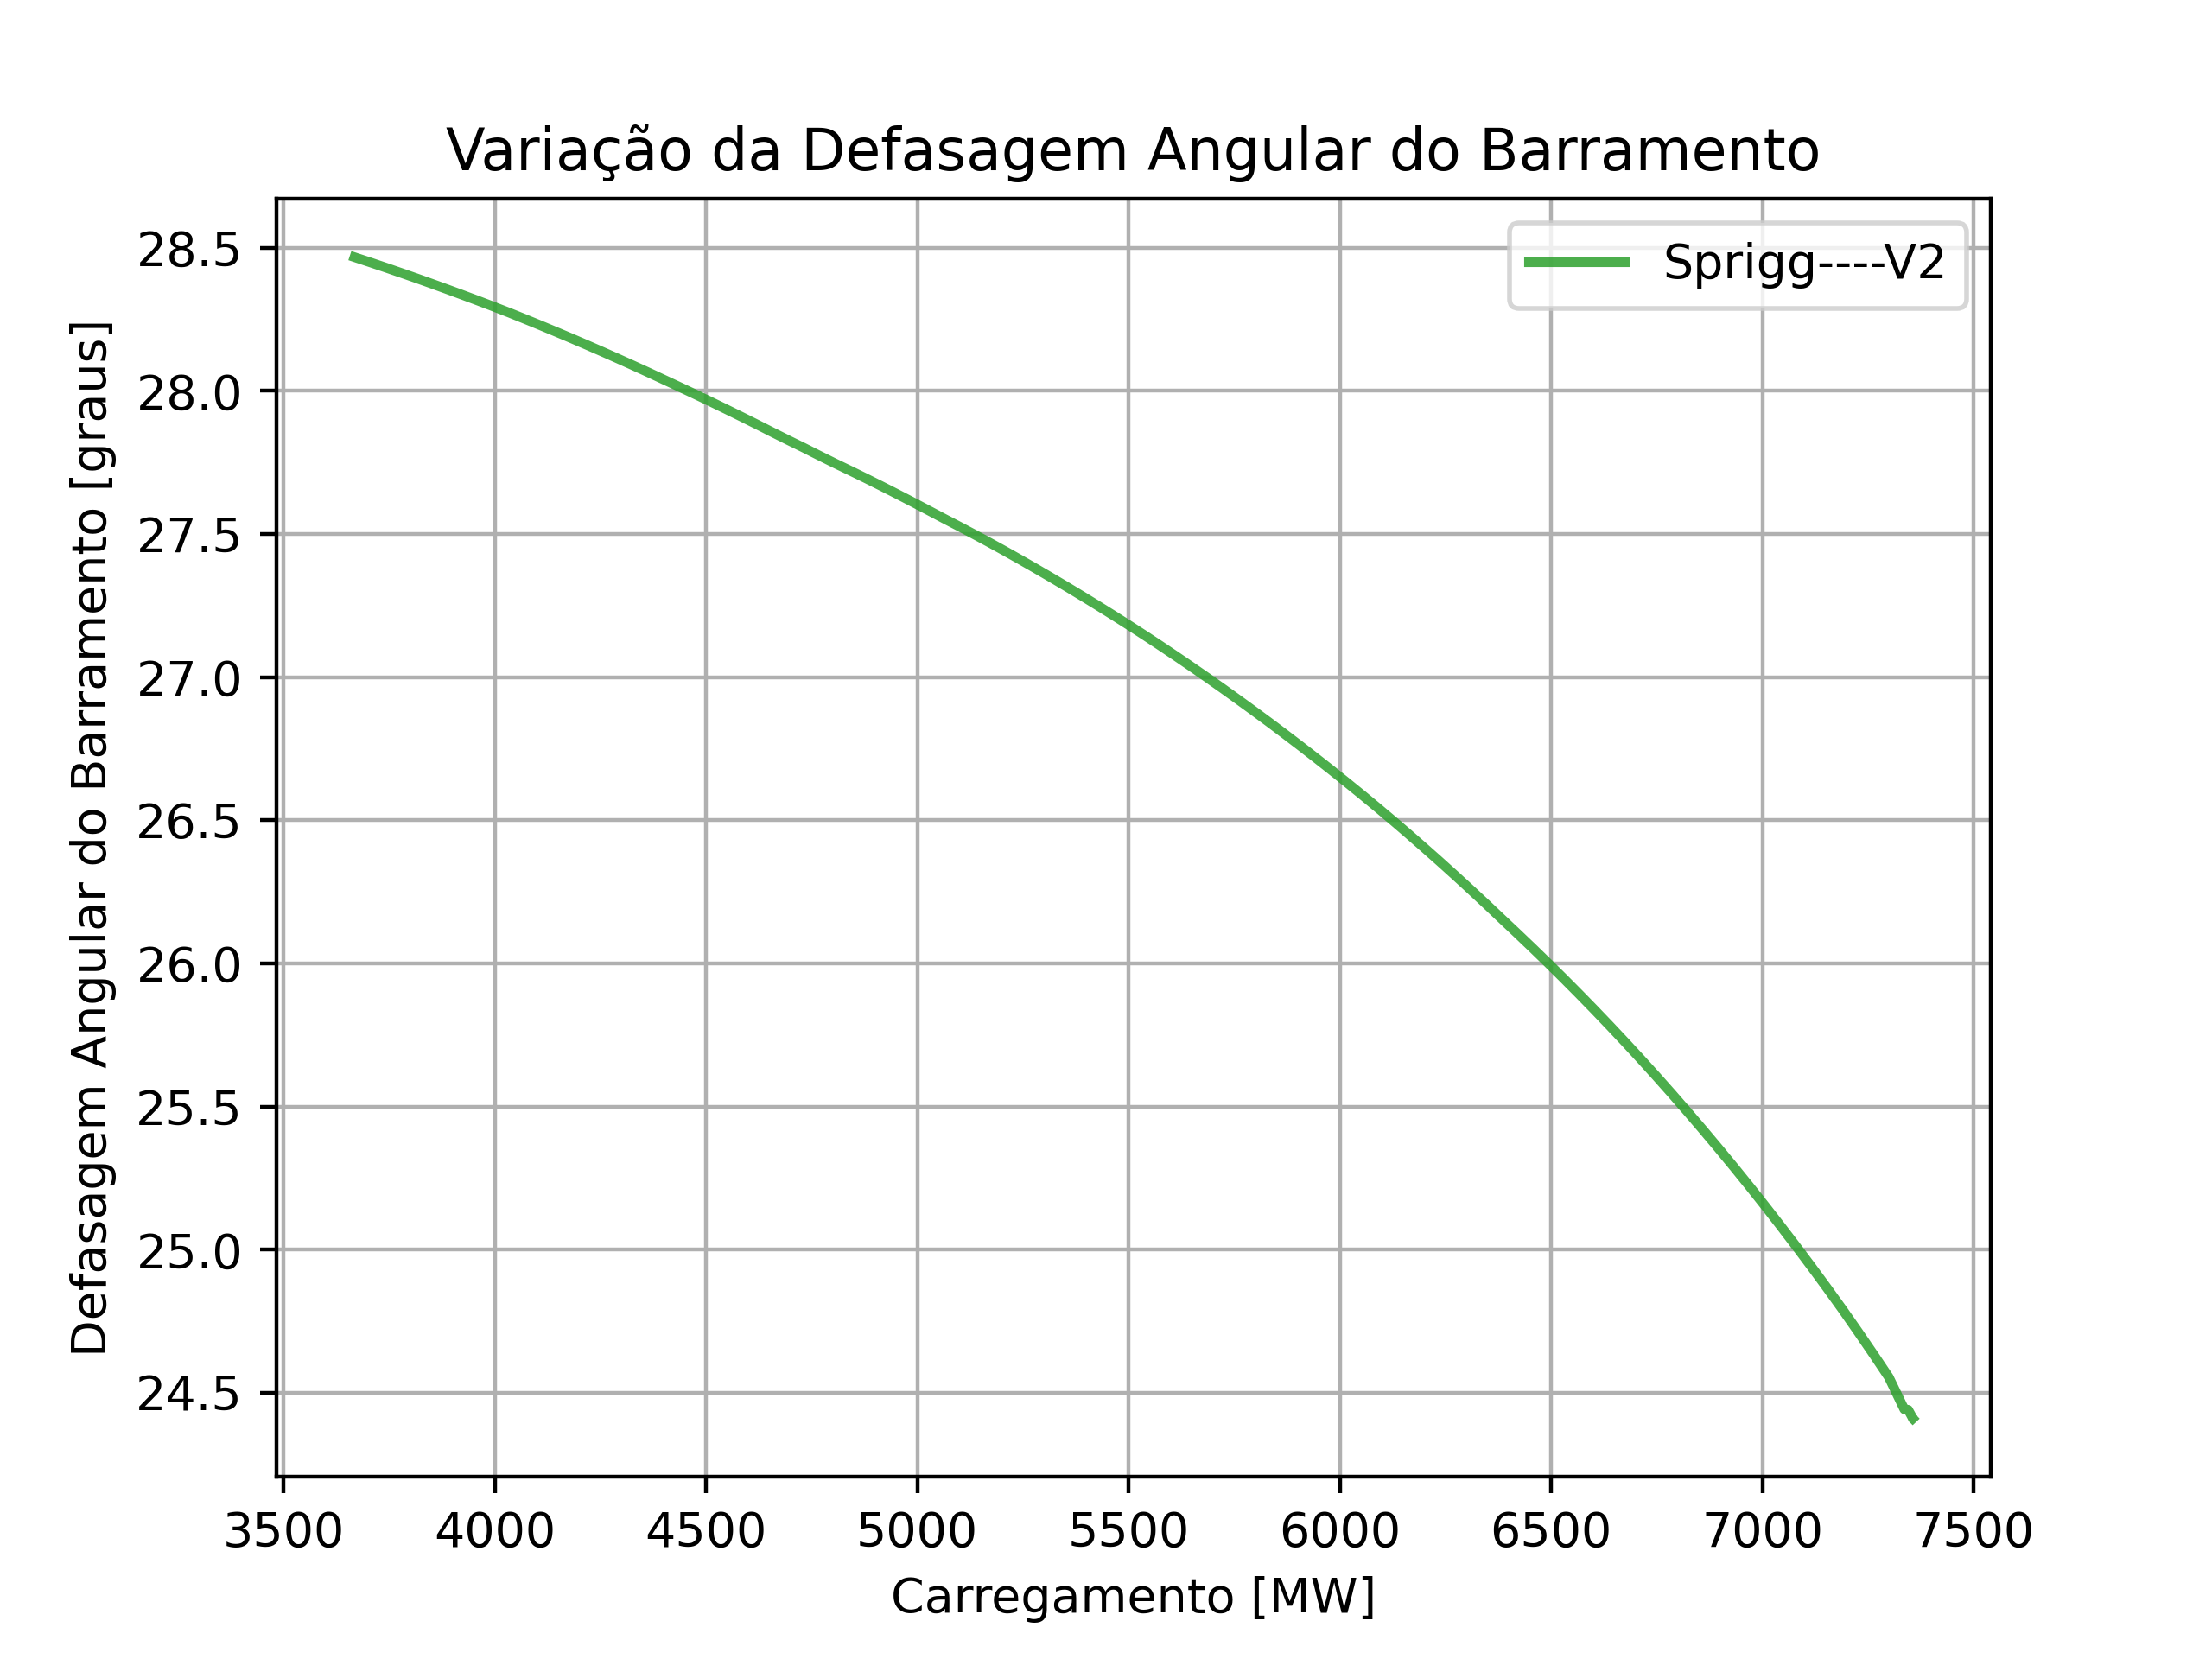 Variação da Defasagem Angular do Barramento
Sprigg----V2
Defasagem Angular do Barramento [graus]
28.5
28.0
27.5
27.0
26.5
26.0
25.5
25.0
24.5
3500 4000 4500 5000 5500 6000 6500 7000 7500
Carregamento [MW]